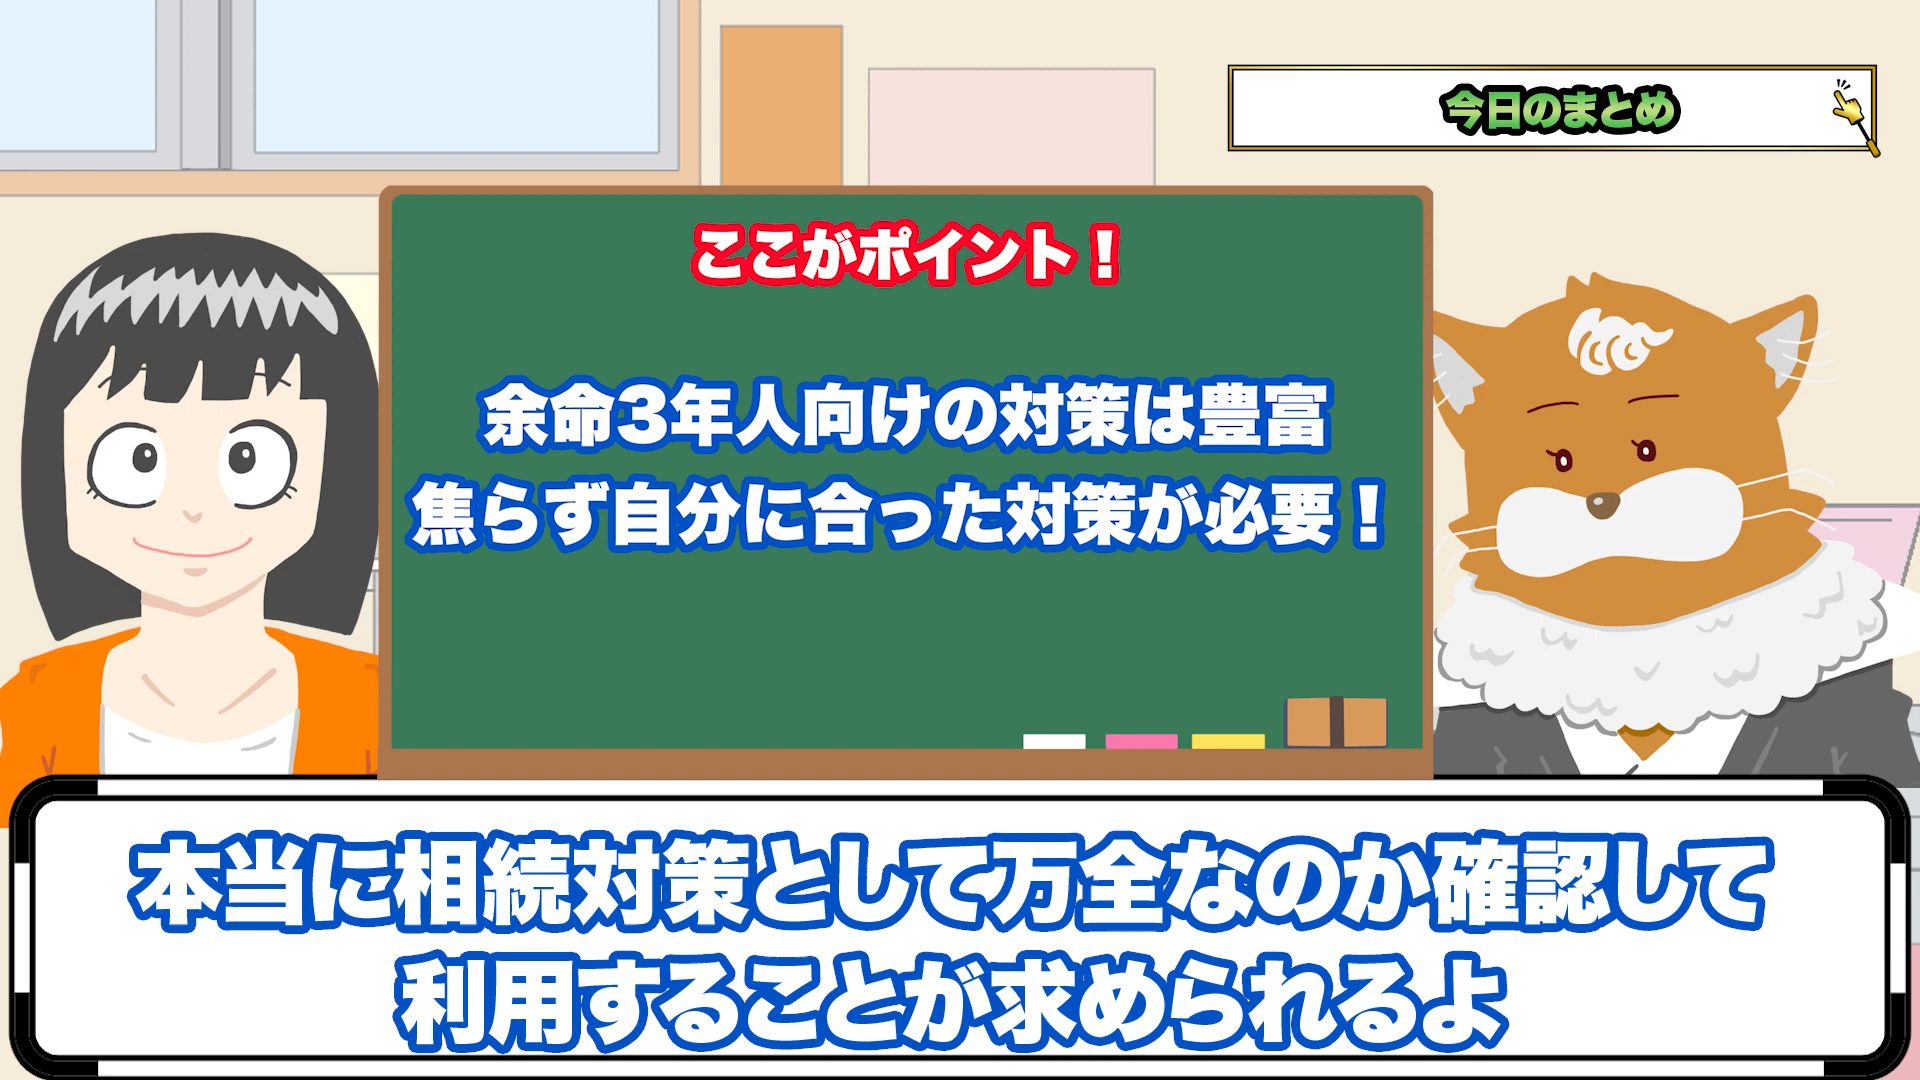 今日のまとめ
ここがポイント！
余命3年人向けの対策は豊富
焦らず自分に合った対策が必要！
本当に相続対策として万全なのか確認して
利用することが求められるよ